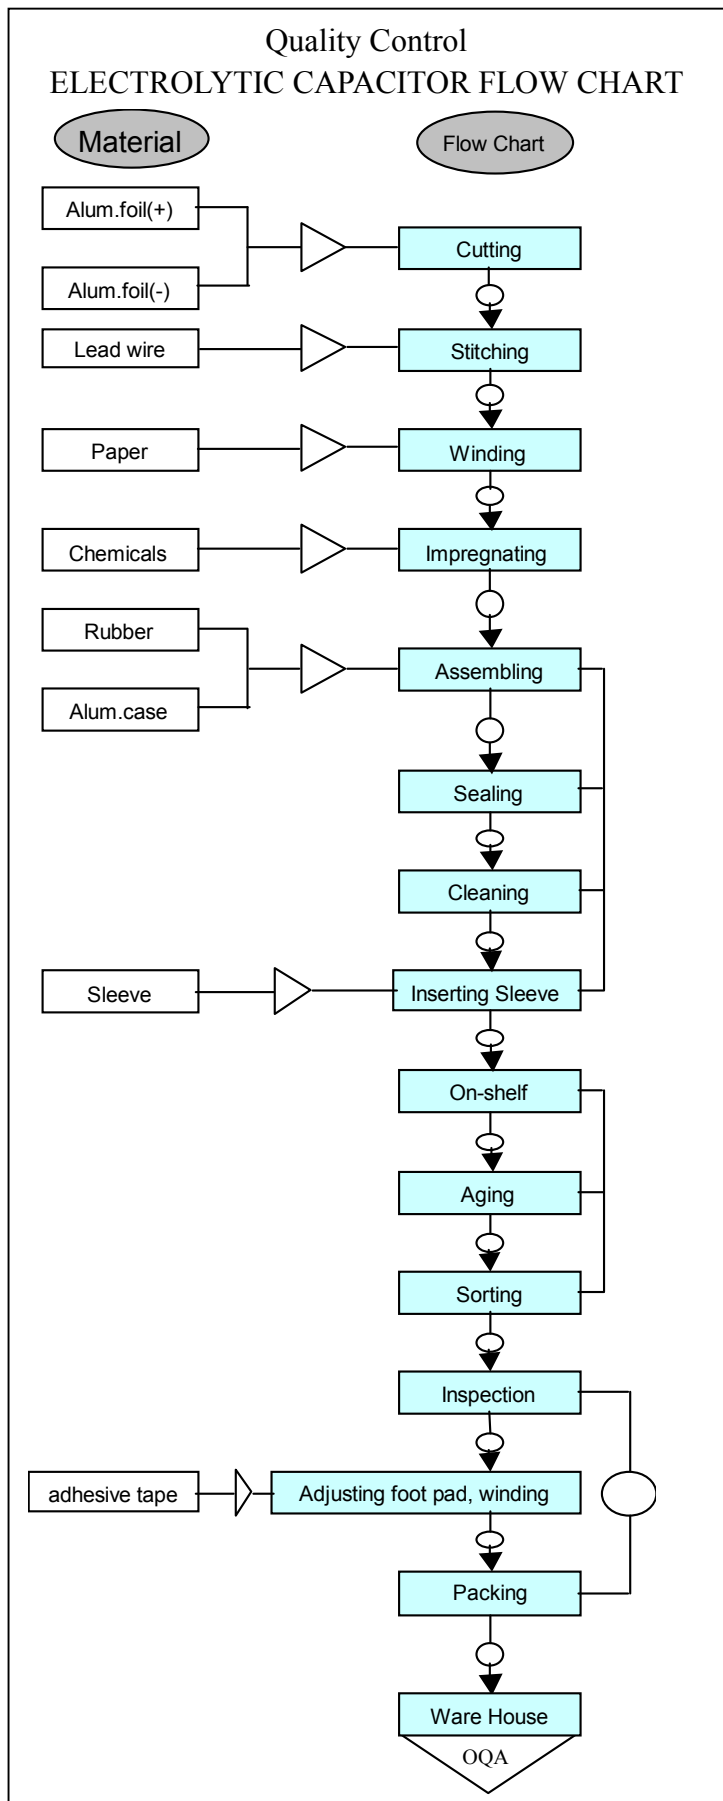 Quality Control
ELECTROLYTIC CAPACITOR FLOW CHART
Material
Flow Chart
Alum.foil(+)
Cutting
Alum.foil(-)
Lead wire
Stitching
Paper
Winding
Chemicals
Impregnating
Rubber
Assembling
Alum.case
Sealing
Cleaning
Sleeve
Inserting Sleeve
On-shelf
Aging
Sorting
Inspection
adhesive tape
Adjusting foot pad, winding
Packing
Ware House
OQA